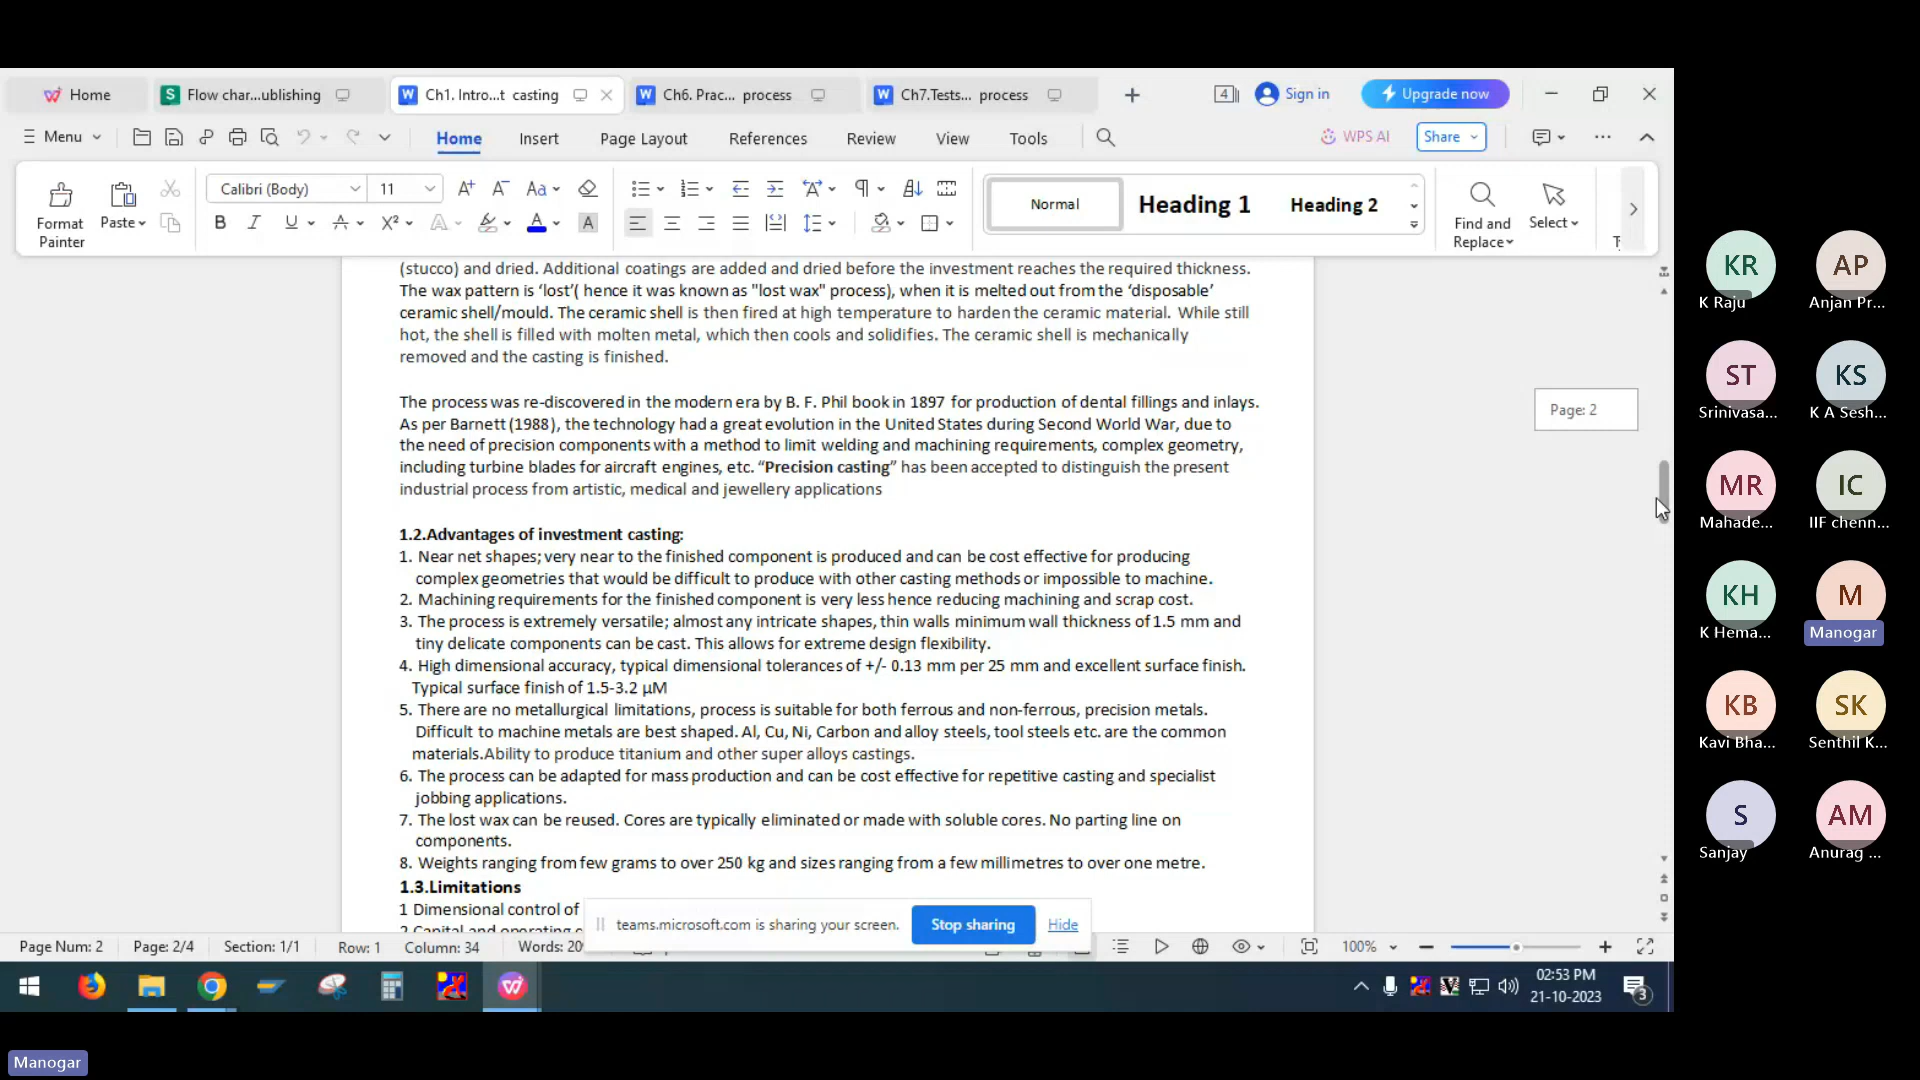 Home
Flow char...ublishing
Ch1. Intro...t casting
Ch6. Prac... process
Ch7.Tests... process
4
Sign in
Upgrade now
Menu
Home
Insert
Page Layout
References
Review
View
Tools
WPS AI
Share
Format
Painter
Paste
Calibri (Body)
11
Normal
Heading 1
Heading 2
Find and
Replace
Select
(stucco) and dried. Additional coatings are added and dried before the investment reaches the required thickness.
The wax pattern is ‘lost’( hence it was known as "lost wax" process), when it is melted out from the ‘disposable’
ceramic shell/mould. The ceramic shell is then fired at high temperature to harden the ceramic material. While still
hot, the shell is filled with molten metal, which then cools and solidifies. The ceramic shell is mechanically
removed and the casting is finished.
The process was re-discovered in the modern era by B. F. Phil book in 1897 for production of dental fillings and inlays.
As per Barnett (1988), the technology had a great evolution in the United States during Second World War, due to
the need of precision components with a method to limit welding and machining requirements, complex geometry,
including turbine blades for aircraft engines, etc. “Precision casting” has been accepted to distinguish the present
industrial process from artistic, medical and jewellery applications
1.2.Advantages of investment casting:
1. Near net shapes; very near to the finished component is produced and can be cost effective for producing
complex geometries that would be difficult to produce with other casting methods or impossible to machine.
2. Machining requirements for the finished component is very less hence reducing machining and scrap cost.
3. The process is extremely versatile; almost any intricate shapes, thin walls minimum wall thickness of 1.5 mm and
tiny delicate components can be cast. This allows for extreme design flexibility.
4. High dimensional accuracy, typical dimensional tolerances of +/- 0.13 mm per 25 mm and excellent surface finish.
Typical surface finish of 1.5-3.2 µM
5. There are no metallurgical limitations, process is suitable for both ferrous and non-ferrous, precision metals.
Difficult to machine metals are best shaped. Al, Cu, Ni, Carbon and alloy steels, tool steels etc. are the common
materials.Ability to produce titanium and other super alloys castings.
6. The process can be adapted for mass production and can be cost effective for repetitive casting and specialist
jobbing applications.
7. The lost wax can be reused. Cores are typically eliminated or made with soluble cores. No parting line on
components.
8. Weights ranging from few grams to over 250 kg and sizes ranging from a few millimetres to over one metre.
1.3.Limitations
1 Dimensional control of
Page: 2
teams.microsoft.com is sharing your screen.
Stop sharing
Hide
Page Num: 2
Page: 2/4
Section: 1/1
Row: 1
Column: 34
Words: 20
100%
02:53 PM
21-10-2023
3
KR
K Raju
AP
Anjan Pr...
ST
Srinivasa...
KS
K A Sesh...
MR
Mahade...
IC
IIF chenn...
KH
K Hema...
M
Manogar
KB
Kavi Bha...
SK
Senthil K...
S
Sanjay
AM
Anurag ...
Manogar